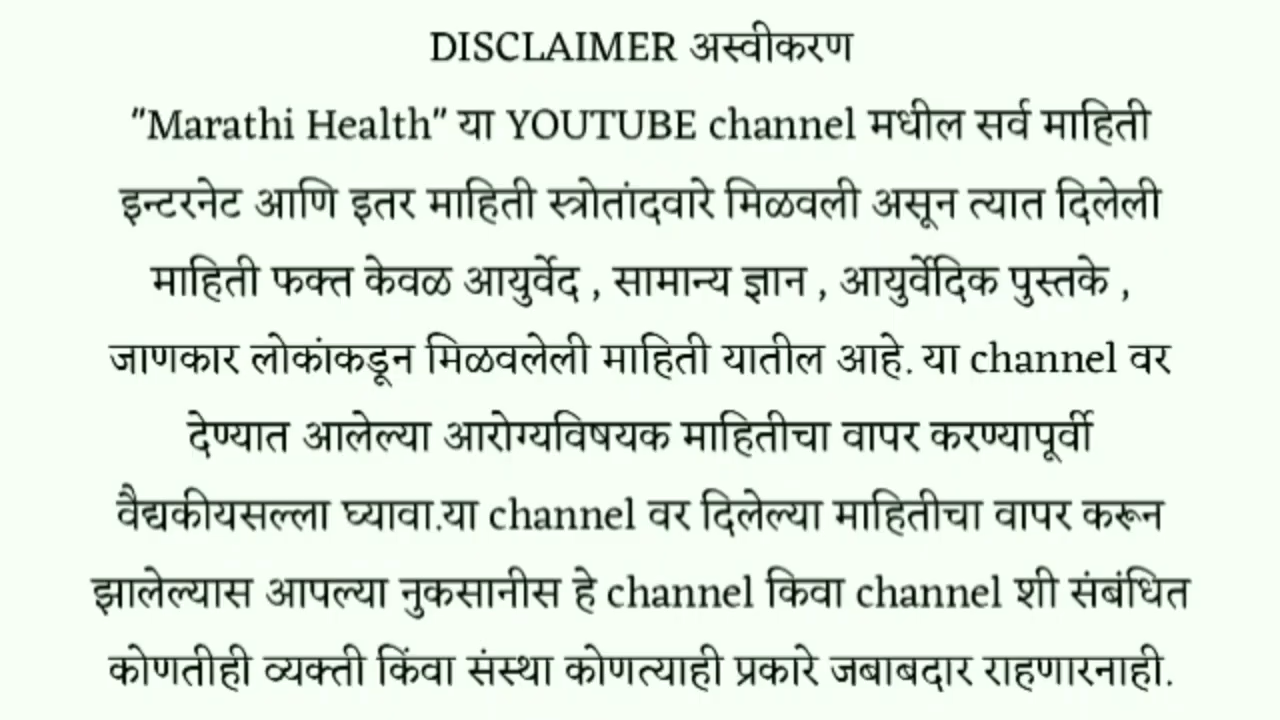 DISCLAIMER अस्वीकरण
"Marathi Health" या YOUTUBE channel मधील सर्व माहिती
इन्टरनेट आणि इतर माहिती स्त्रोतांदवारे मिळवली असून त्यात दिलेली
माहिती फक्त केवळ आयुर्वेद , सामान्य ज्ञान , आयुर्वेदिक पुस्तके ,
जाणकार लोकांकडून मिळवलेली माहिती यातील आहे. या channel वर
देण्यात आलेल्या आरोग्यविषयक माहितीचा वापर करण्यापूर्वी
वैद्यकीयसल्ला घ्यावा.या channel वर दिलेल्या माहितीचा वापर करून
झालेल्यास आपल्या नुकसानीस हे channel किवा channel शी संबंधित
कोणतीही व्यक्ती किंवा संस्था कोणत्याही प्रकारे जबाबदार राहणारनाही.